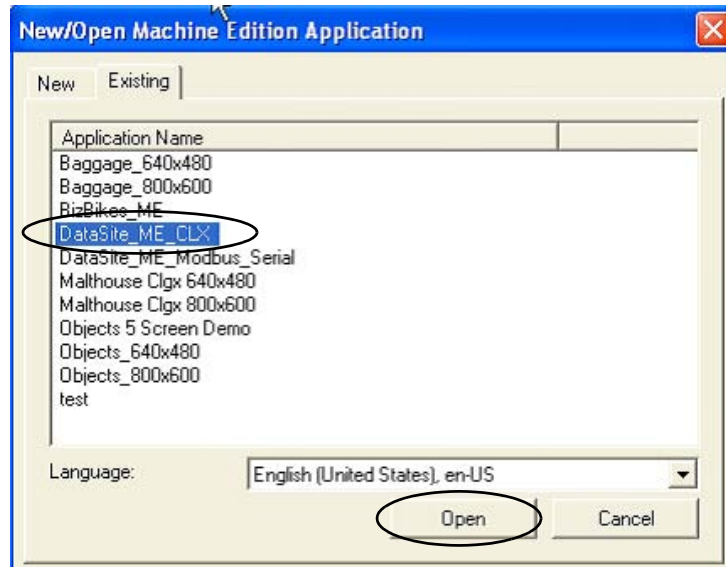 New/Open Machine Edition Application
New Existing
Application Name
Baggage_640x480
Baggage_800x600
BizBikes_ME
DataSite_ME_CLX
DataSite_ME_Modbus_Serial
Malthouse Clgx 640x480
Malthouse Clgx 800x600
Objects 5 Screen Demo
Objects_640x480
Objects_800x600
test
Language: English (United States), en-US
Open Cancel